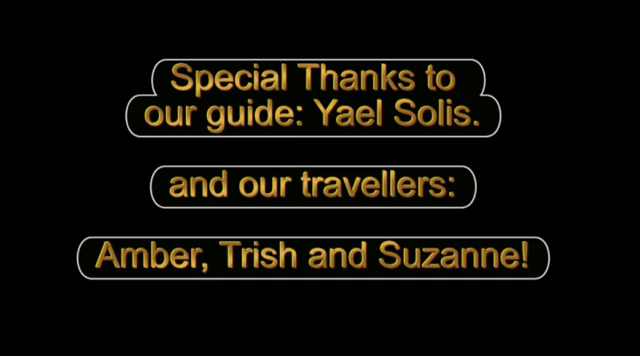 Special Thanks to
our guide: Yael Solis.
and our travellers:
Amber, Trish and Suzanne!